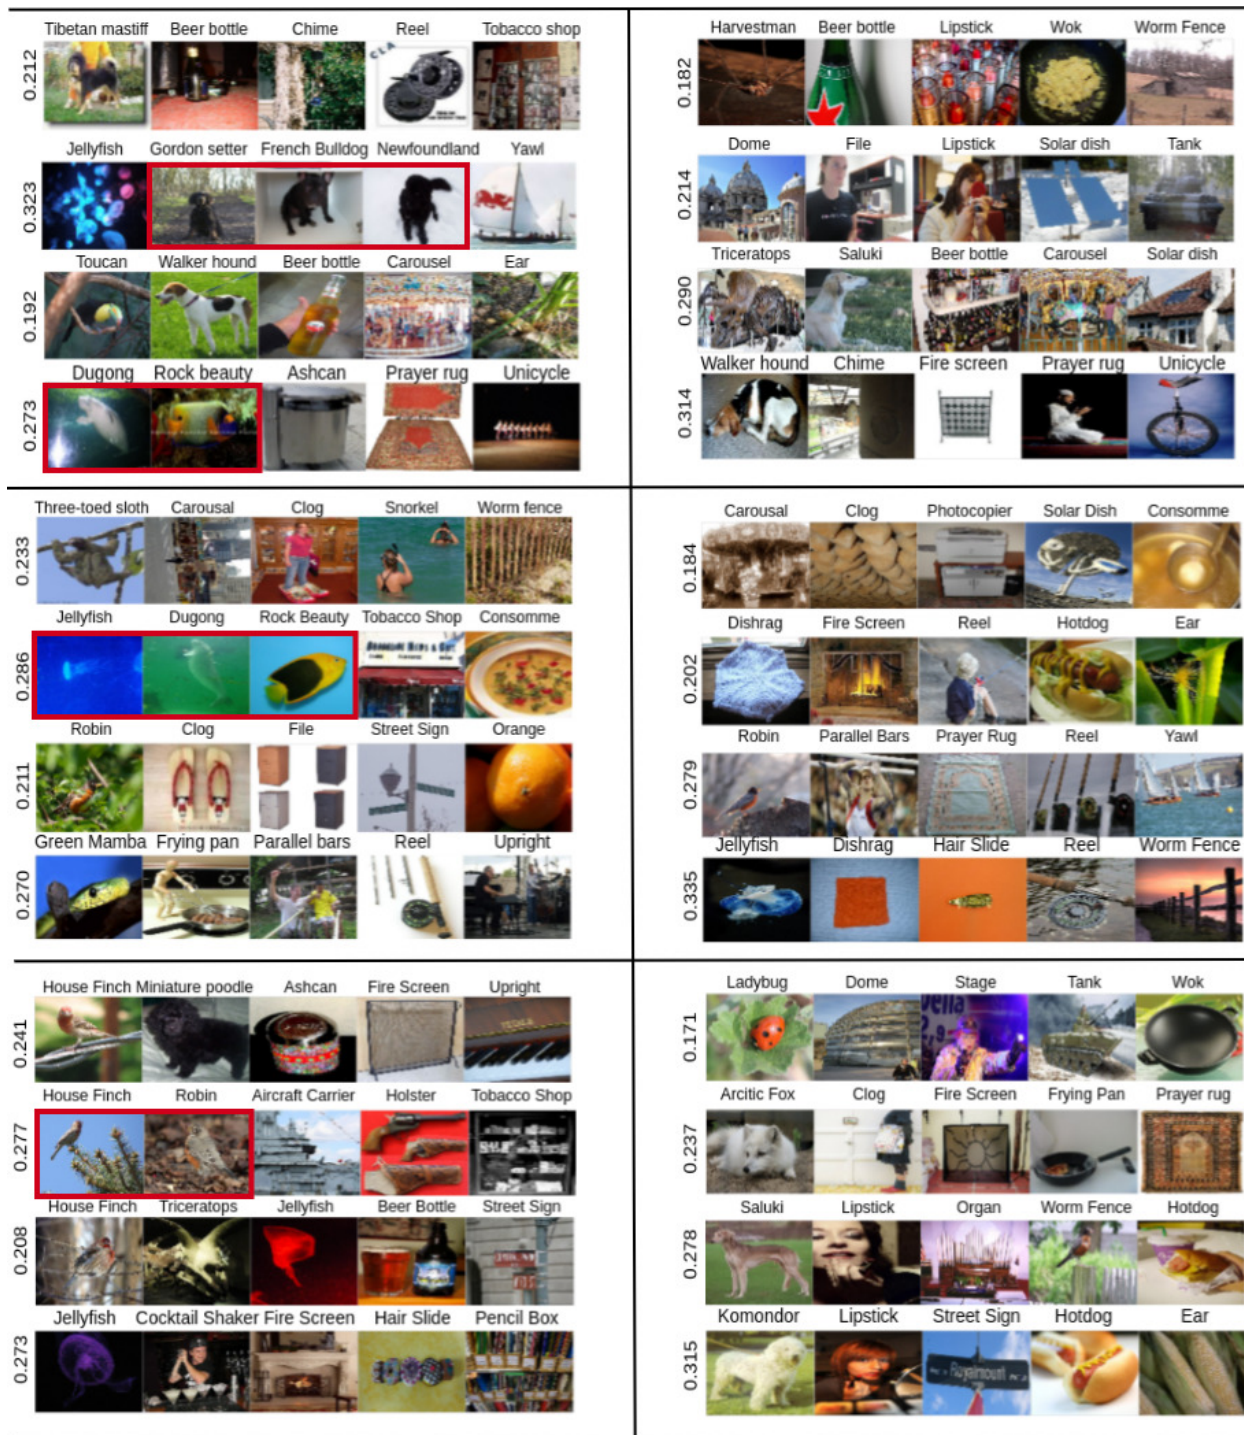 Tibetan mastiff Beer bottle Chime Reel Tobacco shop
0.212
CLA
Jellyfish Gordon setter French Bulldog Newfoundland Yawl
0.323
Toucan Walker hound Beer bottle Carousel Ear
0.192
Dugong Rock beauty Ashcan Prayer rug Unicycle
0.273
Harvestman Beer bottle Lipstick Wok Worm Fence
0.182
Dome File Lipstick Solar dish Tank
0.214
Triceratops Saluki Beer bottle Carousel Solar dish
0.290
Walker hound Chime Fire screen Prayer rug Unicycle
0.314
Three-toed sloth Carousal Clog Snorkel Worm fence
0.233
Jellyfish Dugong Rock Beauty Tobacco Shop Consomme
0.286
Robin Clog File Street Sign Orange
0.211
Green Mamba Frying pan Parallel bars Reel Upright
0.270
Carousal Clog Photocopier Solar Dish Consomme
0.184
Dishrag Fire Screen Reel Hotdog Ear
0.202
Robin Parallel Bars Prayer Rug Reel Yawl
0.279
Jellyfish Dishrag Hair Slide Reel Worm Fence
0.335
House Finch Miniature poodle Ashcan Fire Screen Upright
0.241
House Finch Robin Aircraft Carrier Holster Tobacco Shop
0.277
House Finch Triceratops Jellyfish Beer Bottle Street Sign
0.208
Jellyfish Cocktail Shaker Fire Screen Hair Slide Pencil Box
0.273
Ladybug Dome Stage Tank Wok
0.171
Arcitic Fox Clog Fire Screen Frying Pan Prayer rug
0.237
Saluki Lipstick Organ Worm Fence Hotdog
0.278
Komondor Lipstick Street Sign Hotdog Ear
0.315